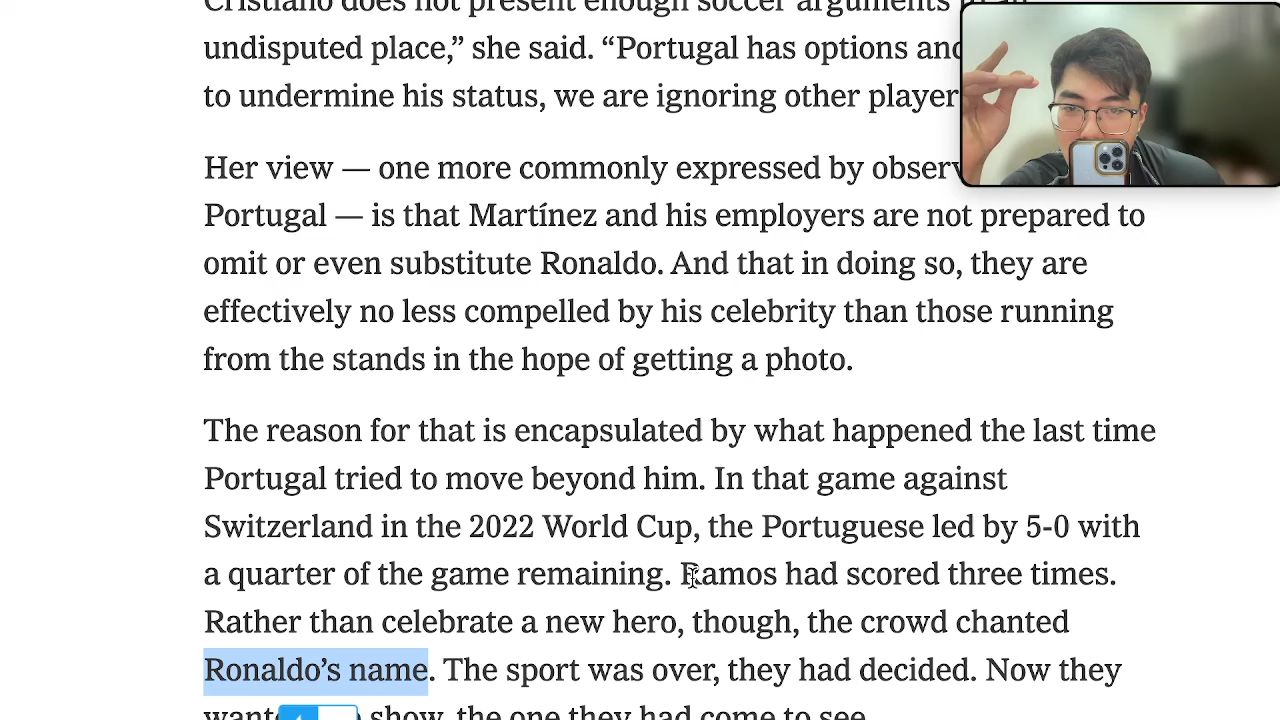 Cristiano does not present enough soccer arguments
undisputed place,” she said. “Portugal has options and
to undermine his status, we are ignoring other player
Her view — one more commonly expressed by
Portugal — is that Martínez and his employers are not prepared to
omit or even substitute Ronaldo. And that in doing so, they are
effectively no less compelled by his celebrity than those running
from the stands in the hope of getting a photo.
The reason for that is encapsulated by what happened the last time
Portugal tried to move beyond him. In that game against
Switzerland in the 2022 World Cup, the Portuguese led by 5-0 with
a quarter of the game remaining. Ramos had scored three times.
Rather than celebrate a new hero, though, the crowd chanted
Ronaldo’s name. The sport was over, they had decided. Now they
show, the one they had come to see